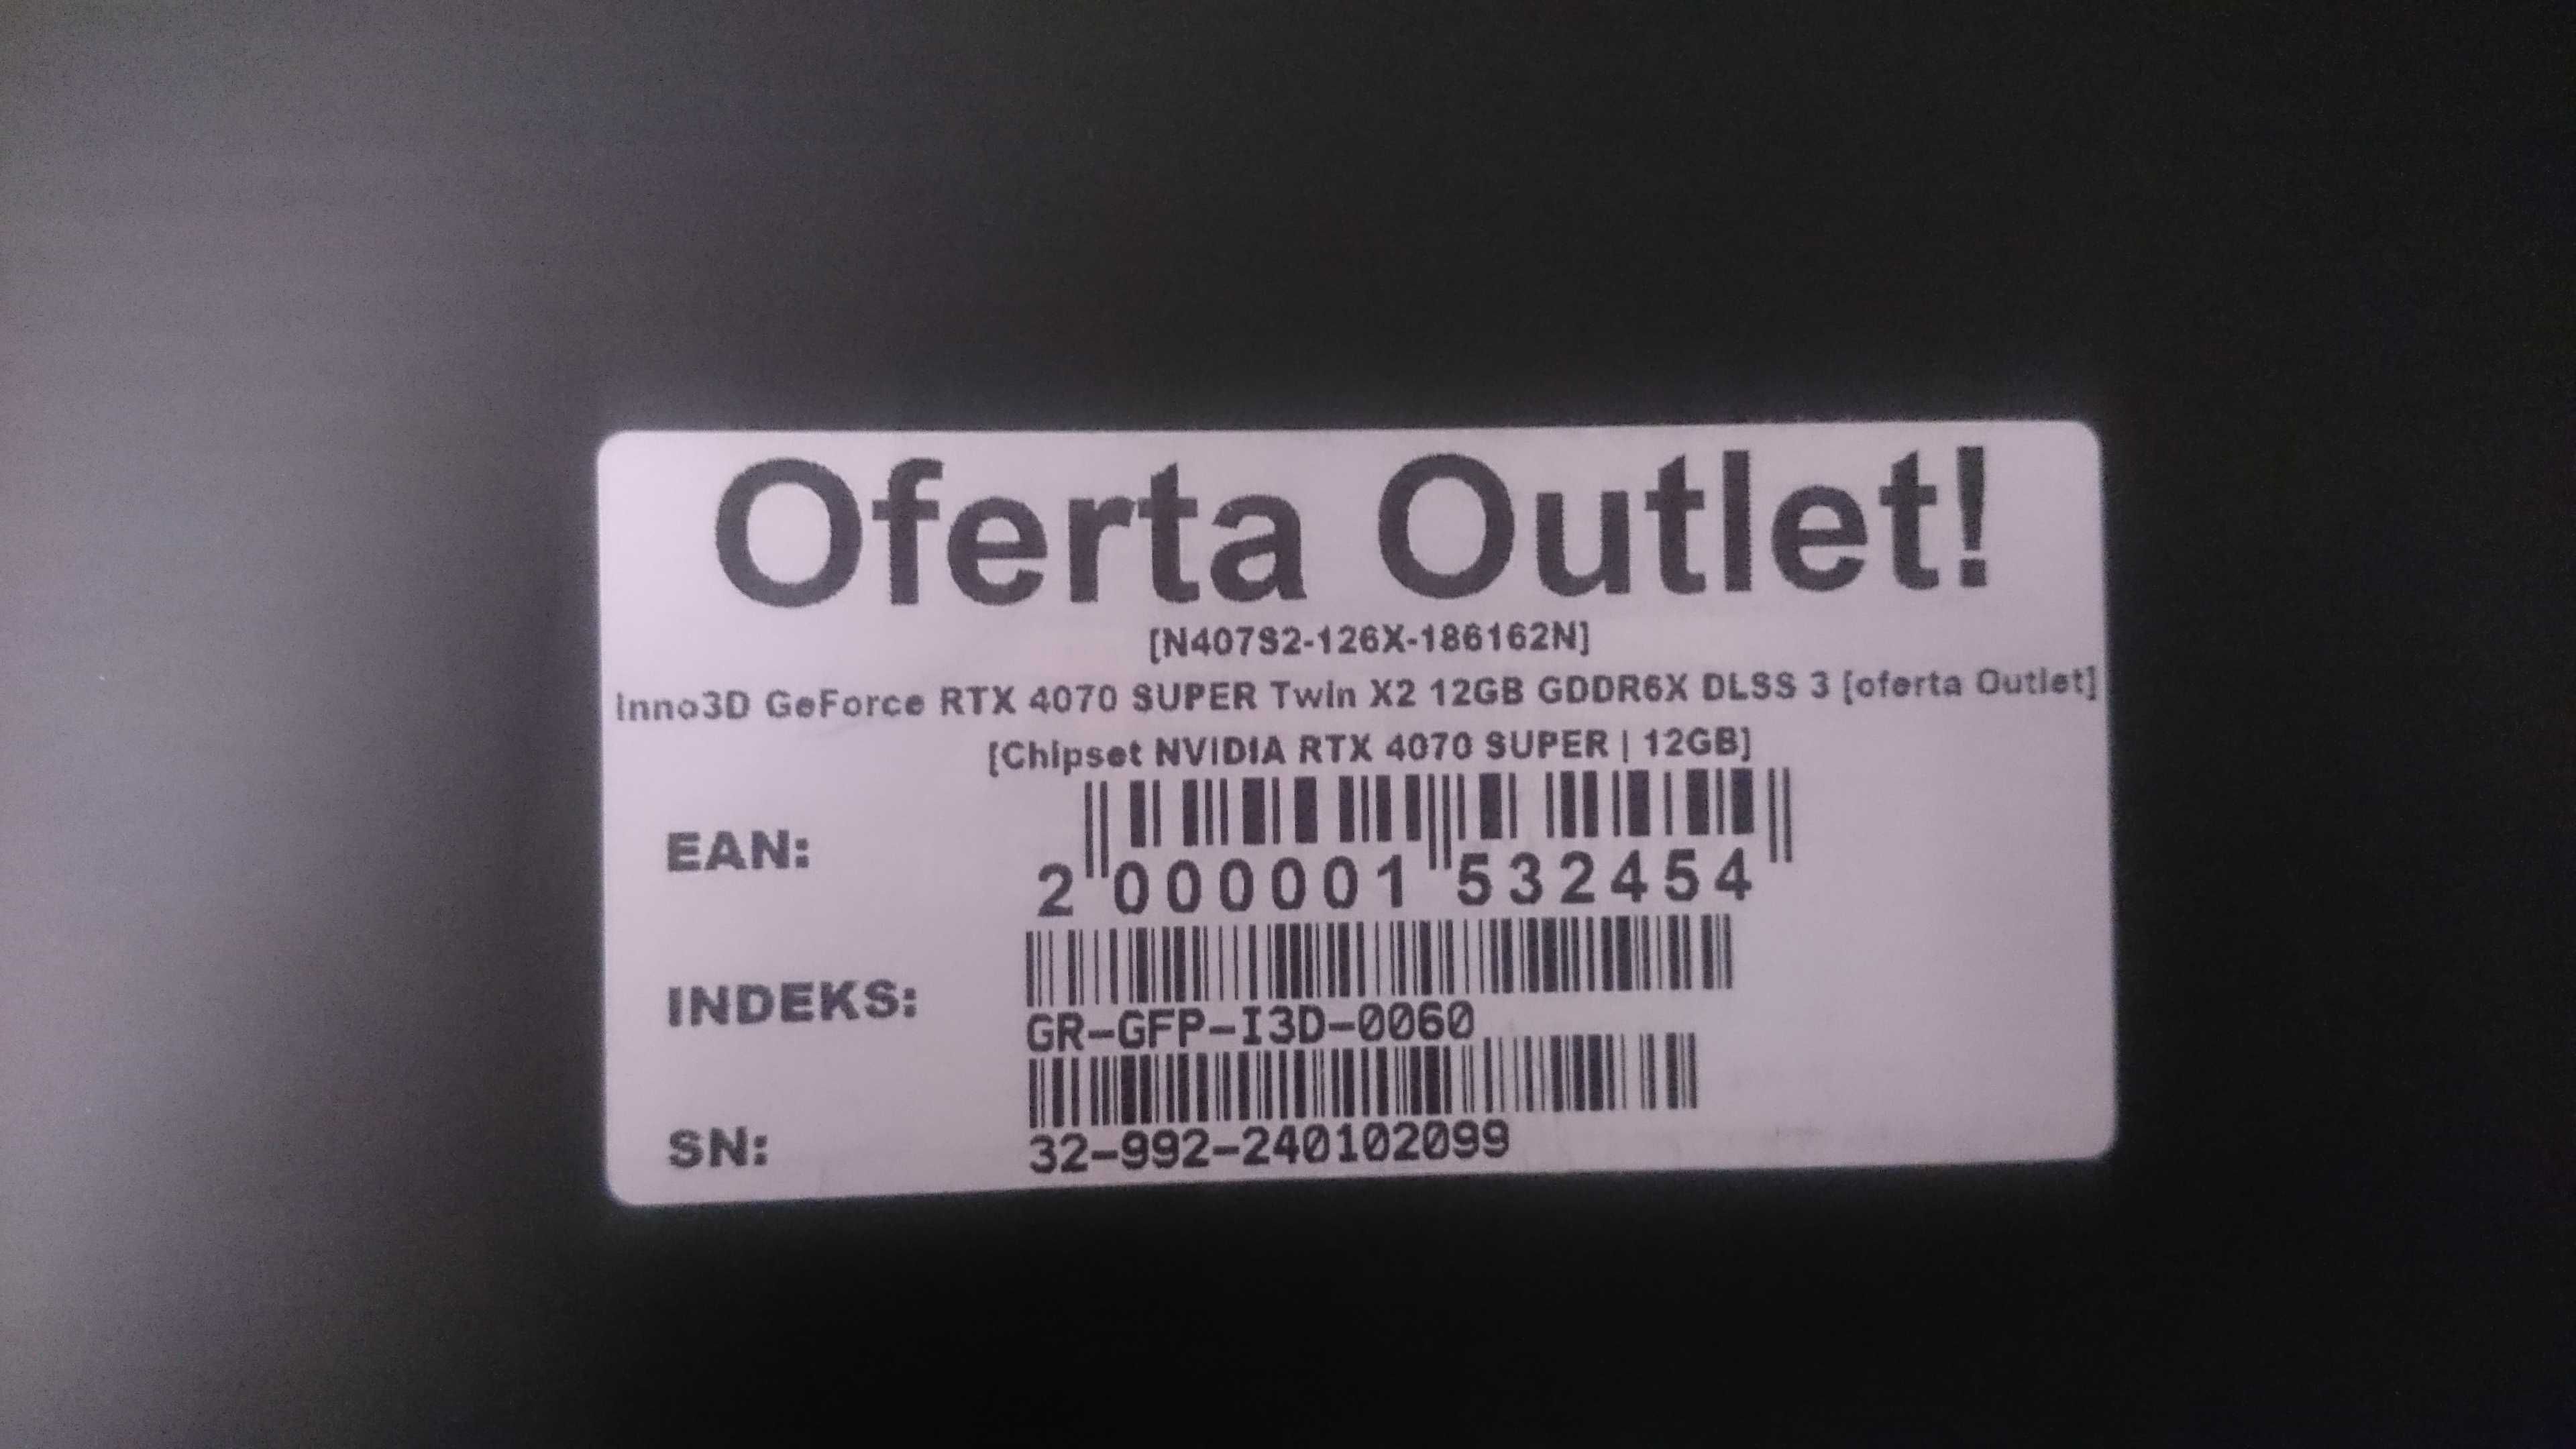 Oferta Outlet!
[N407S2-126X-186162N]
Inno3D GeForce RTX 4070 SUPER Twin X2 12GB GDDR6X DLSS 3 [oferta Outlet]
[Chipset NVIDIA RTX 4070 SUPER | 12GB]
EAN:
2 000001 532454
INDEKS:
GR-GFP-I3D-0060
SN:
32-992-240102099